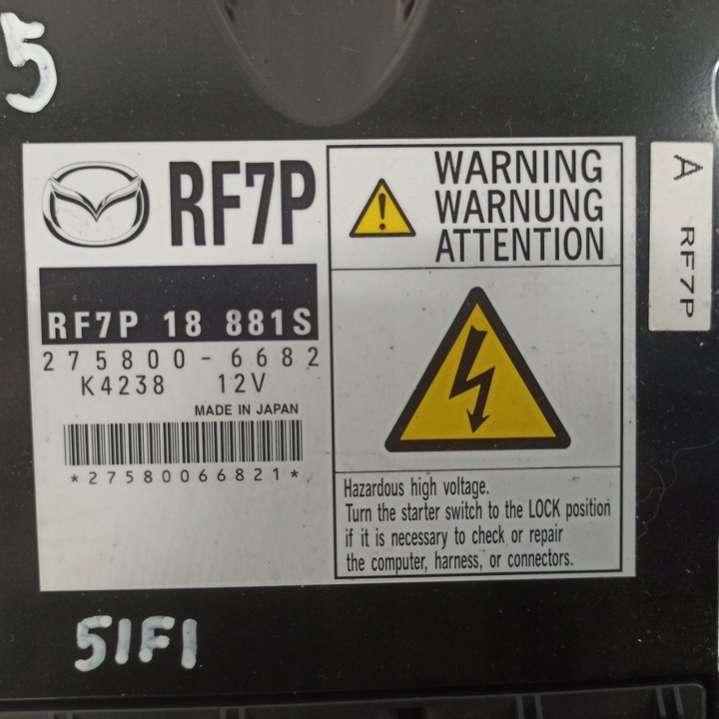 5
RF7P
RF7P 18 881S
275800-6682
K4238 12V
MADE IN JAPAN
*27580066821*
WARNING
WARNUNG
ATTENTION
Hazardous high voltage.
Turn the starter switch to the LOCK position
if it is necessary to check or repair
the computer, harness, or connectors.
A RF7P
51F1